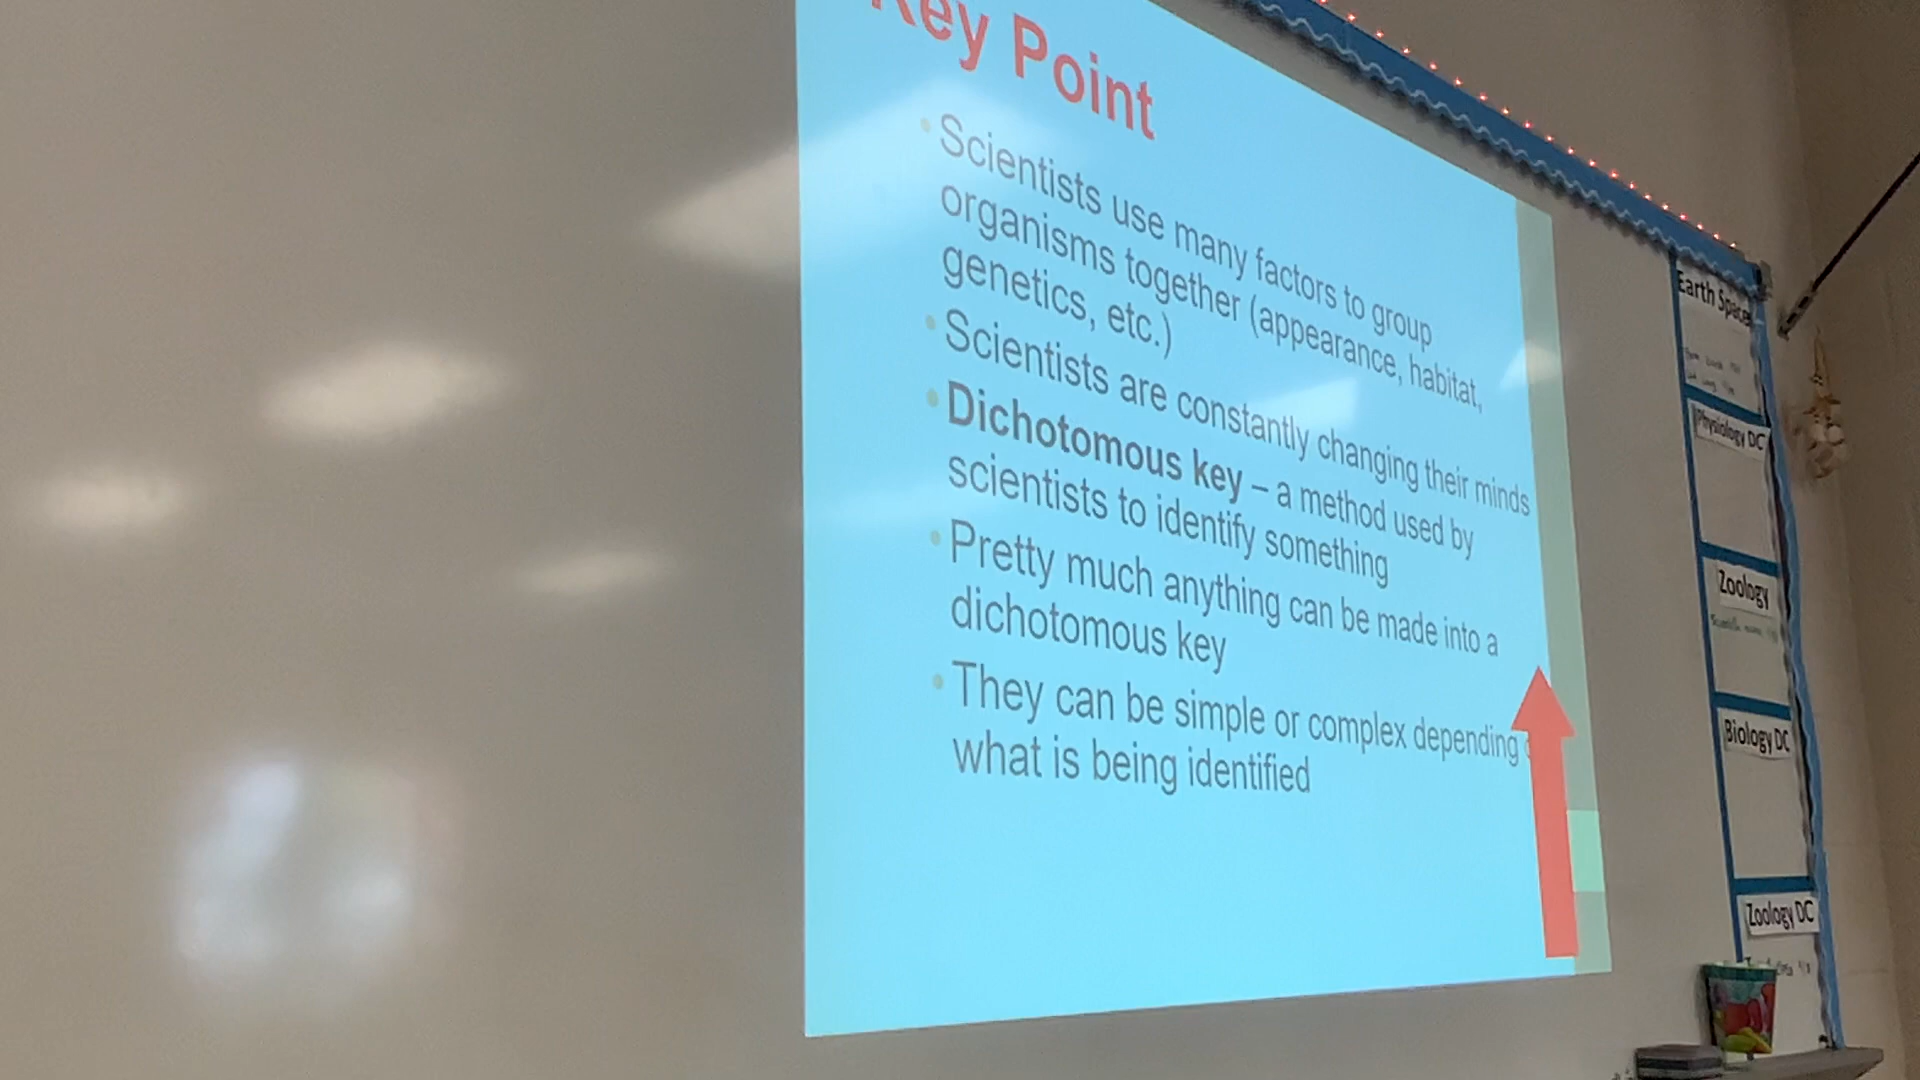 Key Point
Scientists use many factors to group
organisms together (appearance, habitat,
genetics, etc.)
Scientists are constantly changing their minds
Dichotomous key – a method used by
scientists to identify something
Pretty much anything can be made into a
dichotomous key
They can be simple or complex depending
what is being identified
Earth Space
Physiology DC
Zoology
Biology DC
Zoology DC